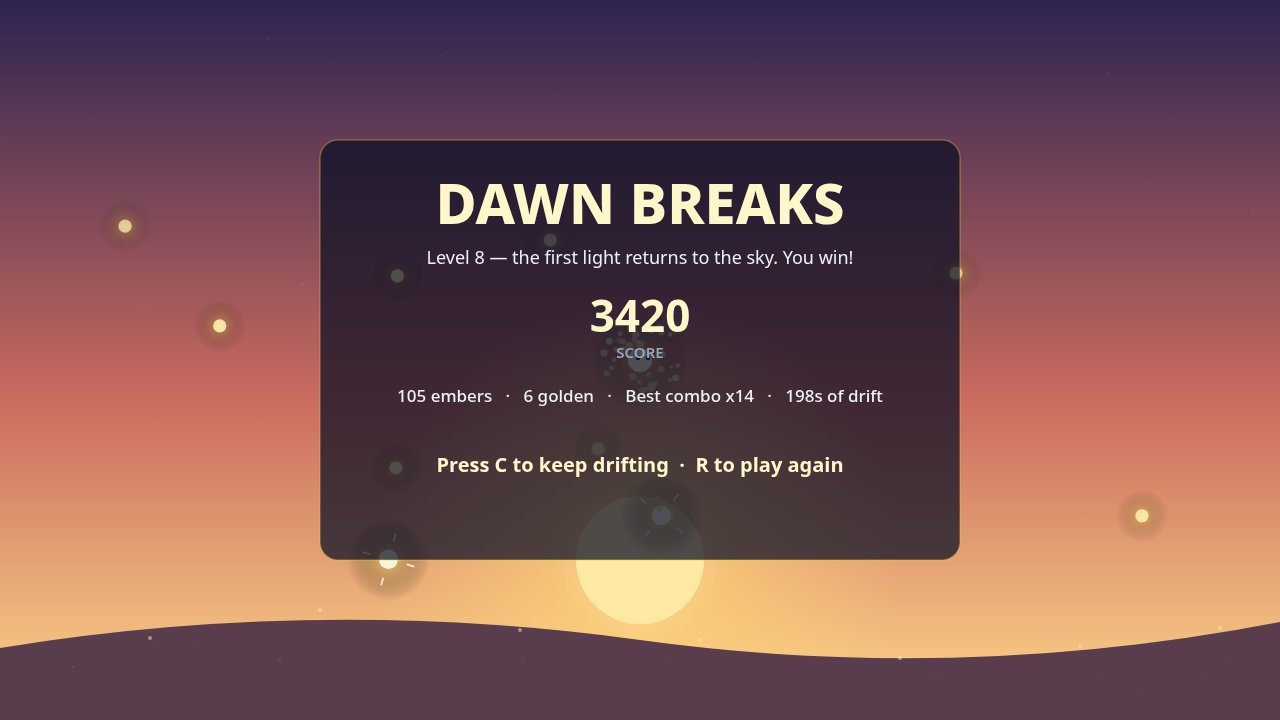 DAWN BREAKS
Level 8 — the first light returns to the sky. You win!
3420
SCORE
105 embers · 6 golden · Best combo x14 · 198s of drift
Press C to keep drifting · R to play again